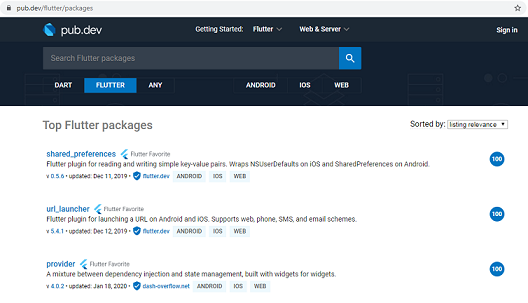 pub.dev/flutter/packages
pub.dev Getting Started: Flutter Web & Server Sign in
Search Flutter packages
DART FLUTTER ANY ANDROID IOS WEB
Top Flutter packages Sorted by: listing relevance
shared_preferences Flutter Favorite 100
Flutter plugin for reading and writing simple key-value pairs. Wraps NSUserDefaults on iOS and SharedPreferences on Android.
v 0.5.6 • updated: Dec 11, 2019 • flutter.dev ANDROID IOS WEB
url_launcher Flutter Favorite 100
Flutter plugin for launching a URL on Android and iOS. Supports web, phone, SMS, and email schemes.
v 5.4.1 • updated: Dec 12, 2019 • flutter.dev ANDROID IOS WEB
provider Flutter Favorite 100
A mixture between dependency injection and state management, built with widgets for widgets.
v 4.0.2 • updated: Jan 18, 2020 • dash-overflow.net ANDROID IOS WEB